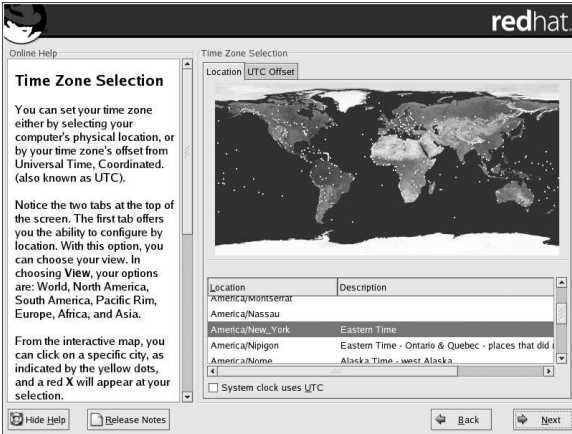 redhat.
Online Help
Time Zone Selection
You can set your time zone
either by selecting your
computer's physical location, or
by your time zone's offset from
Universal Time, Coordinated.
(also known as UTC).
Notice the two tabs at the top of
the screen. The first tab offers
you the ability to configure by
location. With this option, you
can choose your view. In
choosing View, your options
are: World, North America,
South America, Pacific Rim,
Europe, Africa, and Asia.
From the interactive map, you
can click on a specific city, as
indicated by the yellow dots,
and a red X will appear at your
selection.
Time Zone Selection
Location UTC Offset
Location Description
America/Montserrat
America/Nassau
America/New_York Eastern Time
America/Nipigon Eastern Time - Ontario & Quebec - places that did
America/Nome Alaska Time - west Alaska
System clock uses UTC
Hide Help Release Notes Back Next